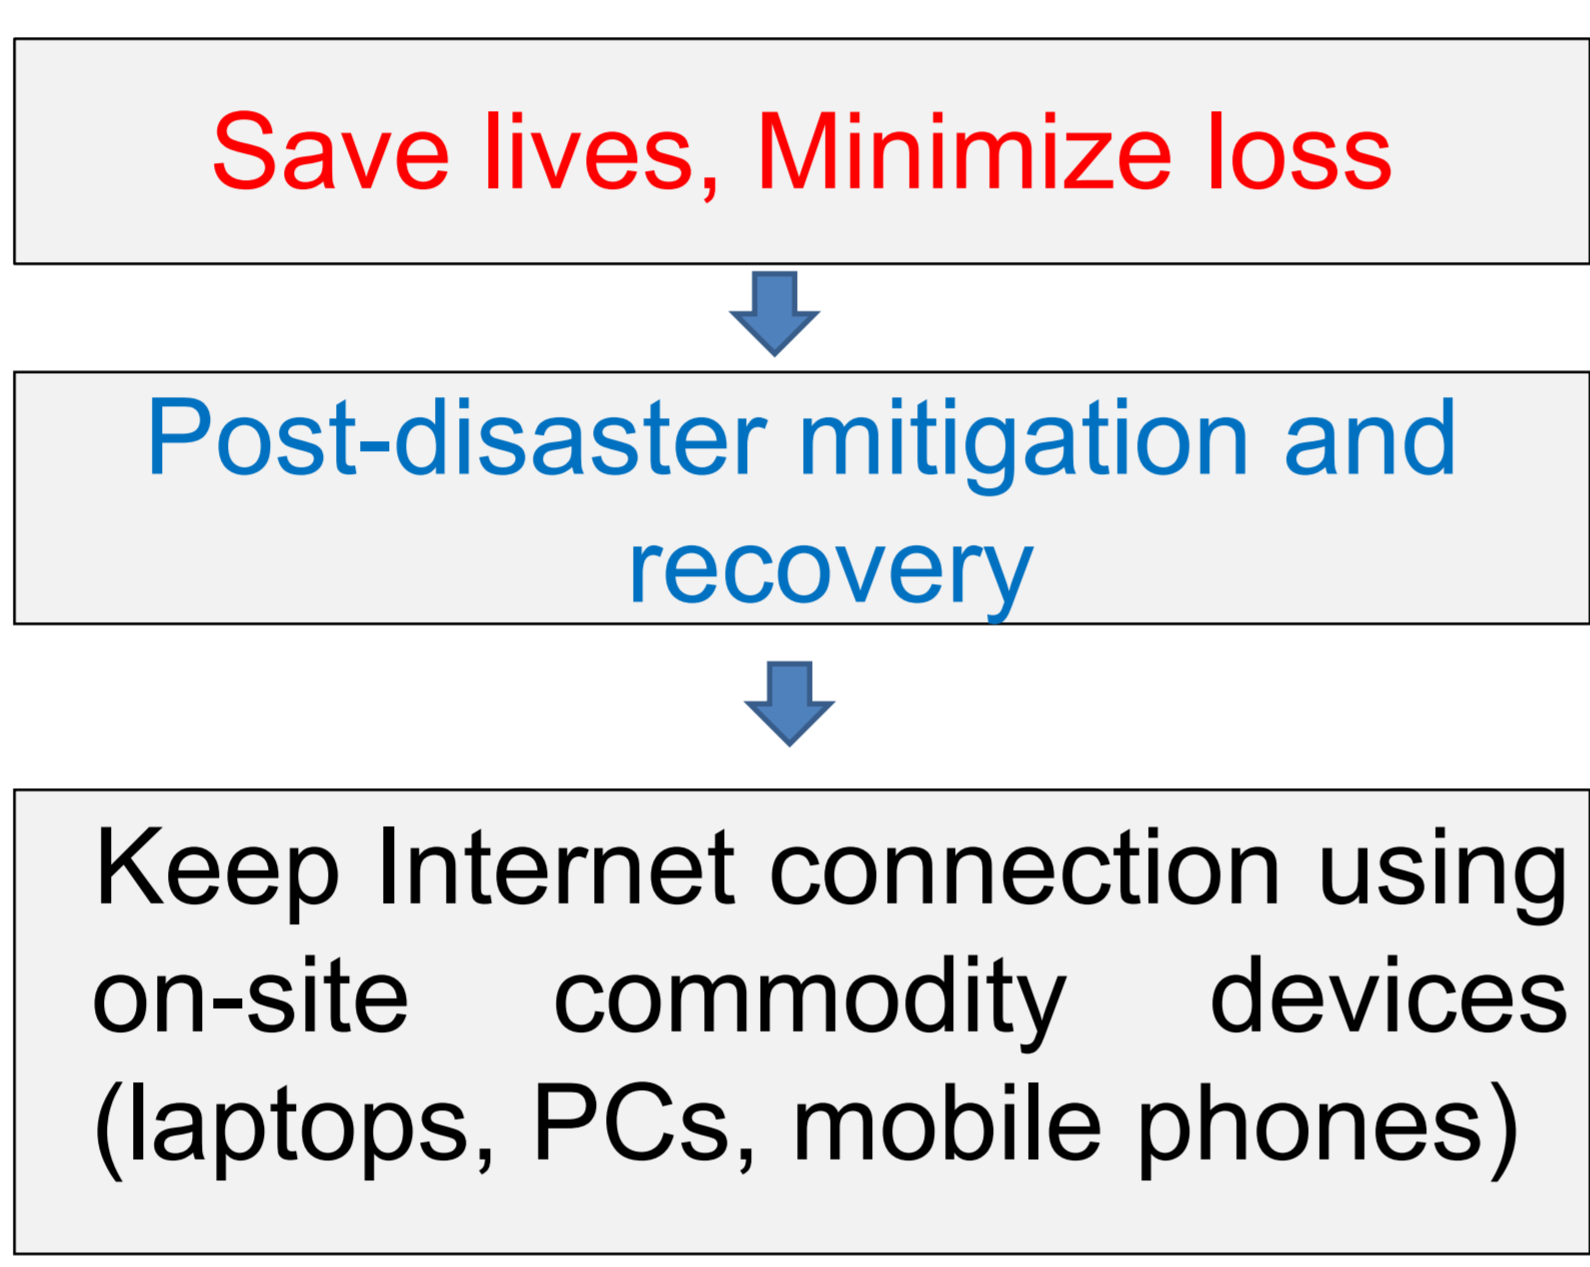 Save lives, Minimize loss
Post-disaster mitigation and
recovery
Keep Internet connection using
on-site commodity devices
(laptops, PCs, mobile phones)